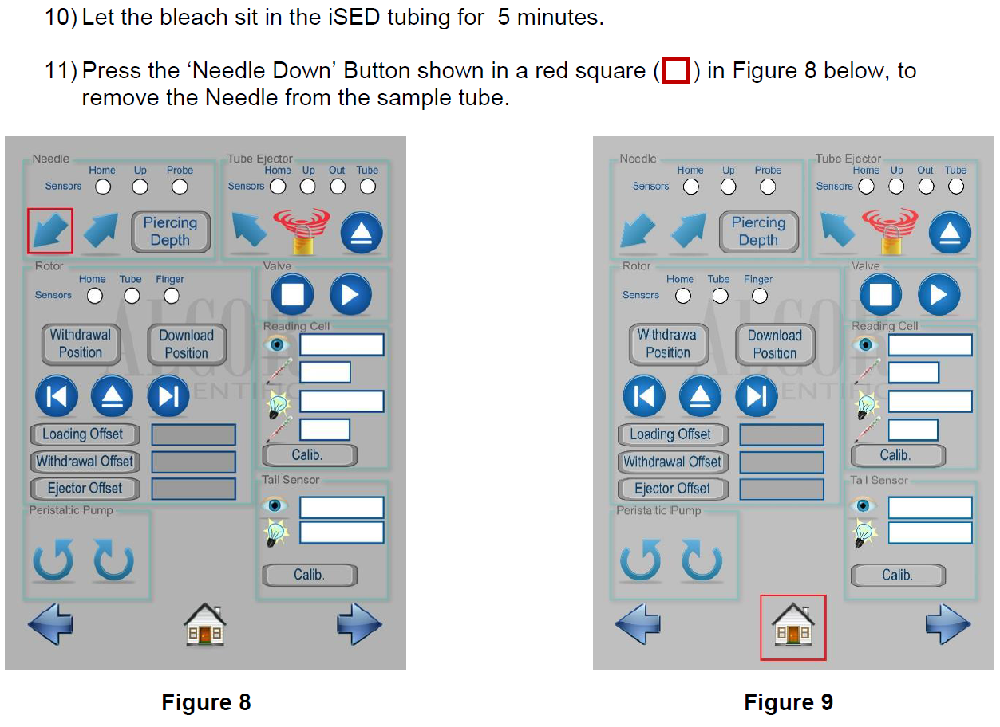 10) Let the bleach sit in the iSED tubing for  5 minutes.
11) Press the ‘Needle Down’ Button shown in a red square ( ) in Figure 8 below, to
remove the Needle from the sample tube.
Needle
Home Up Probe
Sensors
Piercing
Depth
Tube Ejector
Home Up Out Tube
Sensors
Rotor
Home Tube Finger
Sensors
Withdrawal
Position
Download
Position
Loading Offset
Withdrawal Offset
Ejector Offset
Valve
Reading Cell
Calib.
Peristaltic Pump
Tail Sensor
Calib.
Figure 8
Needle
Home Up Probe
Sensors
Piercing
Depth
Tube Ejector
Home Up Out Tube
Sensors
Rotor
Home Tube Finger
Sensors
Withdrawal
Position
Download
Position
Loading Offset
Withdrawal Offset
Ejector Offset
Valve
Reading Cell
Calib.
Peristaltic Pump
Tail Sensor
Calib.
Figure 9